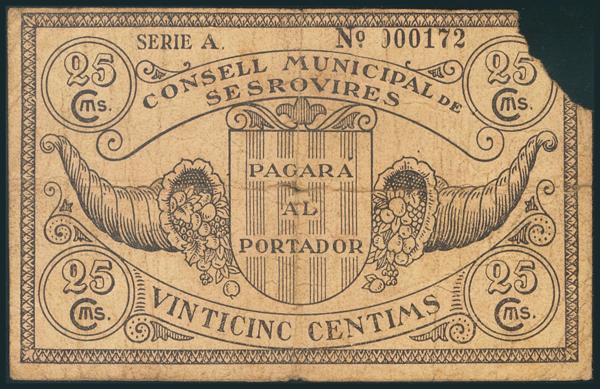 SERIE A. Nº 000172
25 Cms. 25 Cms.
CONSELL MUNICIPAL DE
SESROVIRES
PAGARÁ
AL
PORTADOR
25 Cms. 25 Cms.
VINTICINC CENTIMS